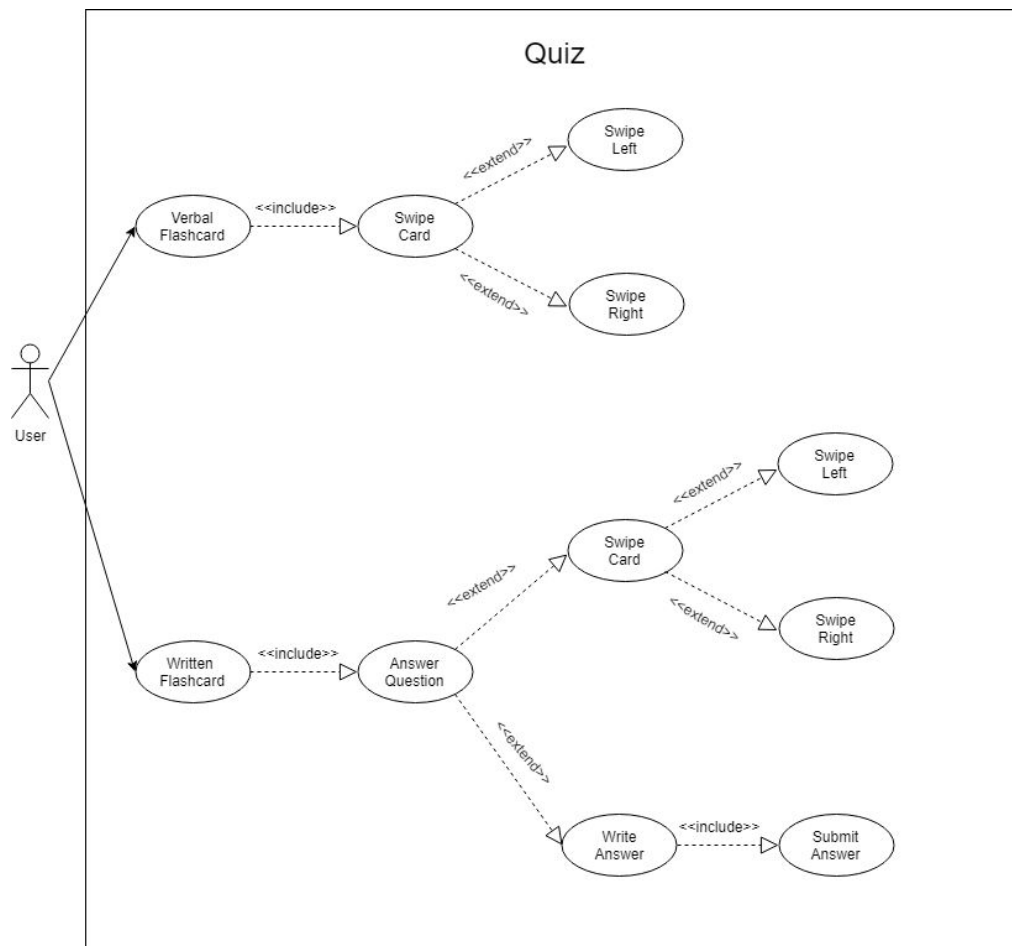 Quiz
Swipe
Left
<<extend>>
Verbal
Flashcard
<<include>>
Swipe
Card
<<extend>>
Swipe
Right
User
Swipe
Left
<<extend>>
Swipe
Card
<<extend>>
<<extend>>
Swipe
Right
Written
Flashcard
<<include>>
Answer
Question
<<extend>>
Write
Answer
<<include>>
Submit
Answer